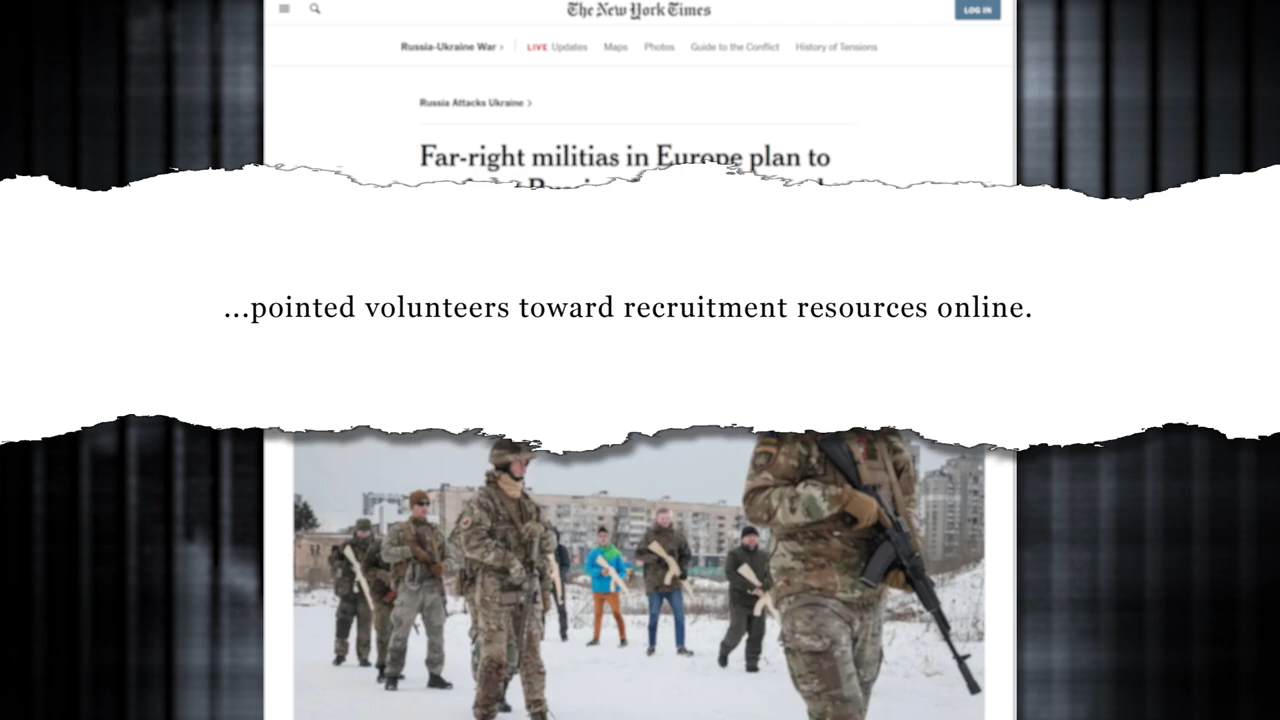 The New York Times
LOG IN
Russia-Ukraine War ›
LIVE Updates Maps Photos Guide to the Conflict History of Tensions
Russia Attacks Ukraine ›
Far-right militias in Europe plan to
...pointed volunteers toward recruitment resources online.